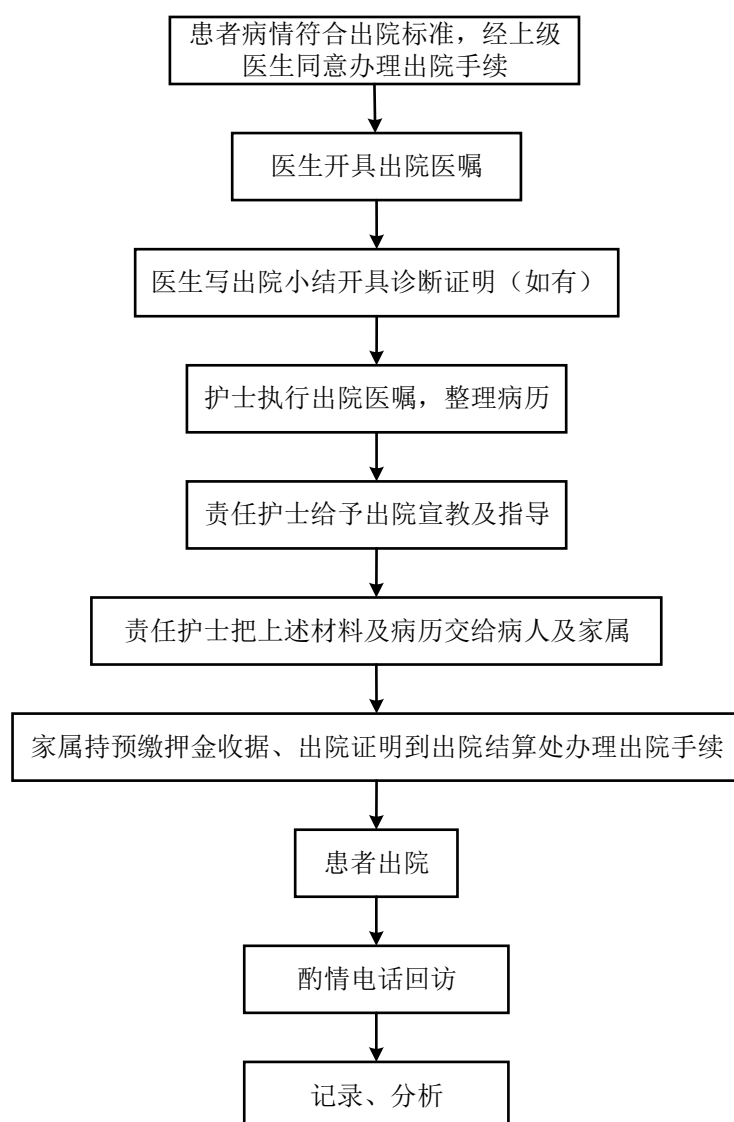 患者病情符合出院标准，经上级
医生同意办理出院手续
医生开具出院医嘱
医生写出院小结开具诊断证明（如有）
护士执行出院医嘱，整理病历
责任护士给予出院宣教及指导
责任护士把上述材料及病历交给病人及家属
家属持预缴押金收据、出院证明到出院结算处办理出院手续
患者出院
酌情电话回访
记录、分析